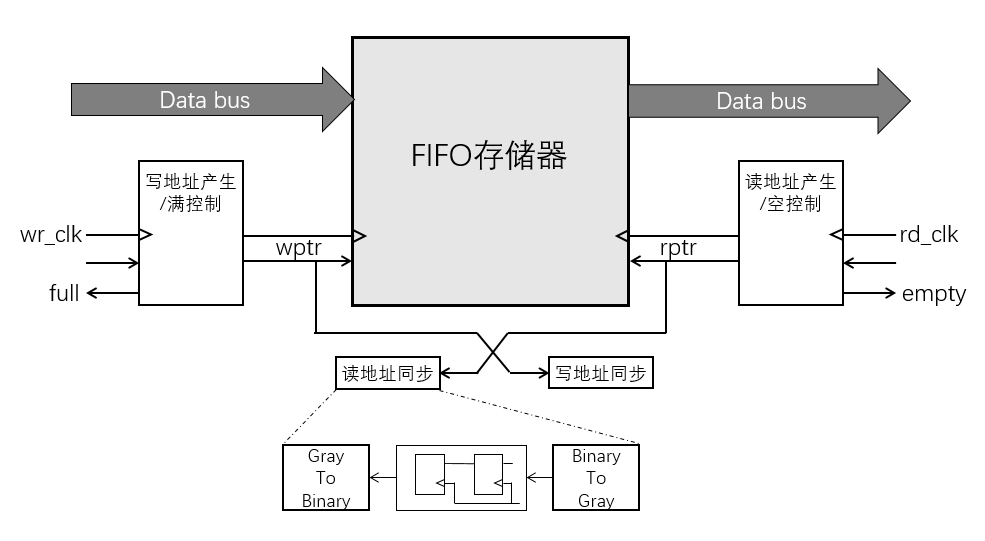 Data bus
Data bus
FIFO存储器
写地址产生
/满控制
读地址产生
/空控制
wr_clk
rd_clk
wptr
rptr
full
empty
读地址同步
写地址同步
Gray
To
Binary
Binary
To
Gray